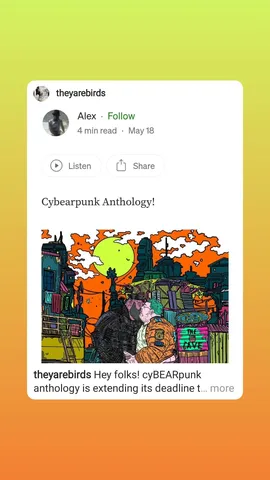 theyarebirds
Alex · Follow
4 min read · May 18
Listen
Share
Cybearpunk Anthology!
theyarebirds Hey folks! cyBEARpunk
anthology is extending its deadline t... more